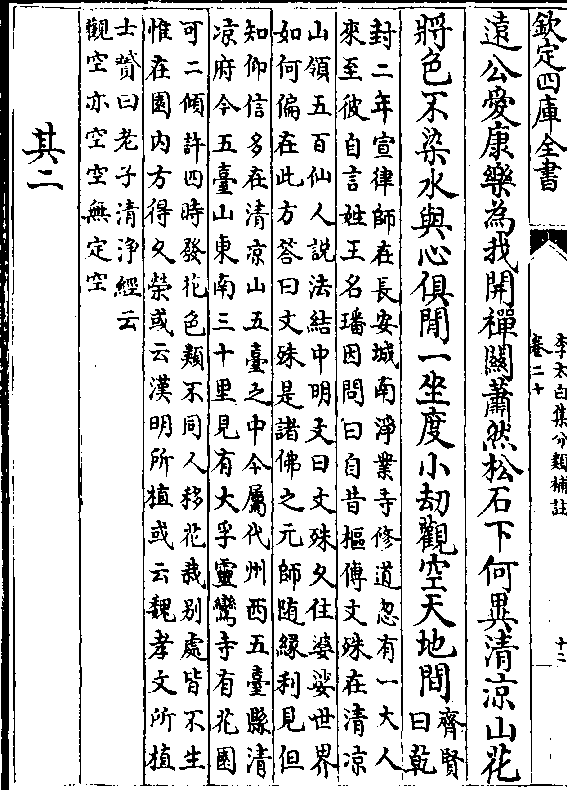 欽定四庫全書
李太白集分類補註
卷二十
十二
遠公愛康樂為我開禪關蕭然松石下何異清凉山花
將色不染水與心俱閒一坐度小劫觀空天地間
齊賢
曰乾
封二年宣律師在長安城南淨業寺修道忽有一大人
來至彼自言姓王名璠因問曰自昔樞傳文殊在清凉
山領五百仙人說法結中明文曰文殊久住婆娑世界
如何偏在此方答曰文殊是諸佛之元師随緣利見但
知仰信多在清凉山五臺之中今屬代州西五臺縣清
凉府今五臺山東南三十里見有大孚靈鸞寺有花園
可二傾許四時發花色類不同人移花栽别處皆不生
惟在園内方得久榮或云漢明所植或云魏孝文所植
士贇曰老子清淨經云
觀空亦空空無定空
其二